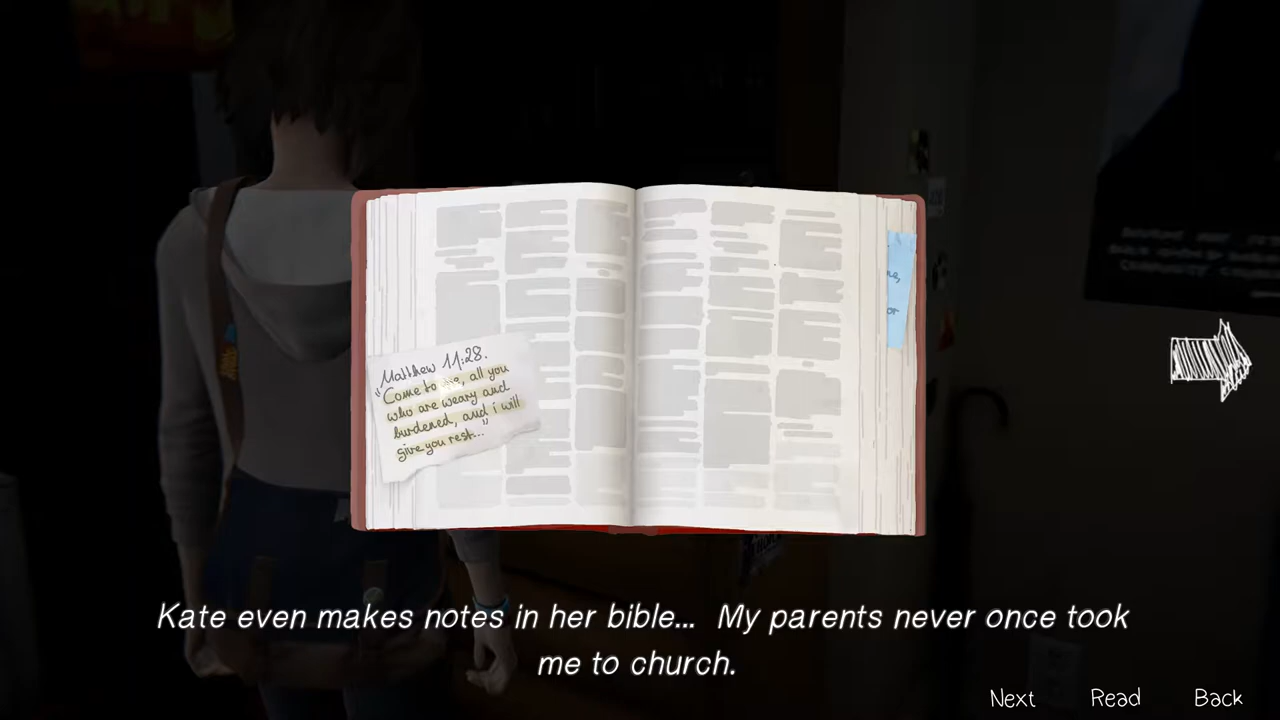 Matthew 11:28.
"Come to me, all you
who are weary and
burdened, and i will
give you rest..."
or
Kate even makes notes in her bible... My parents never once took
me to church.
Next Read Back